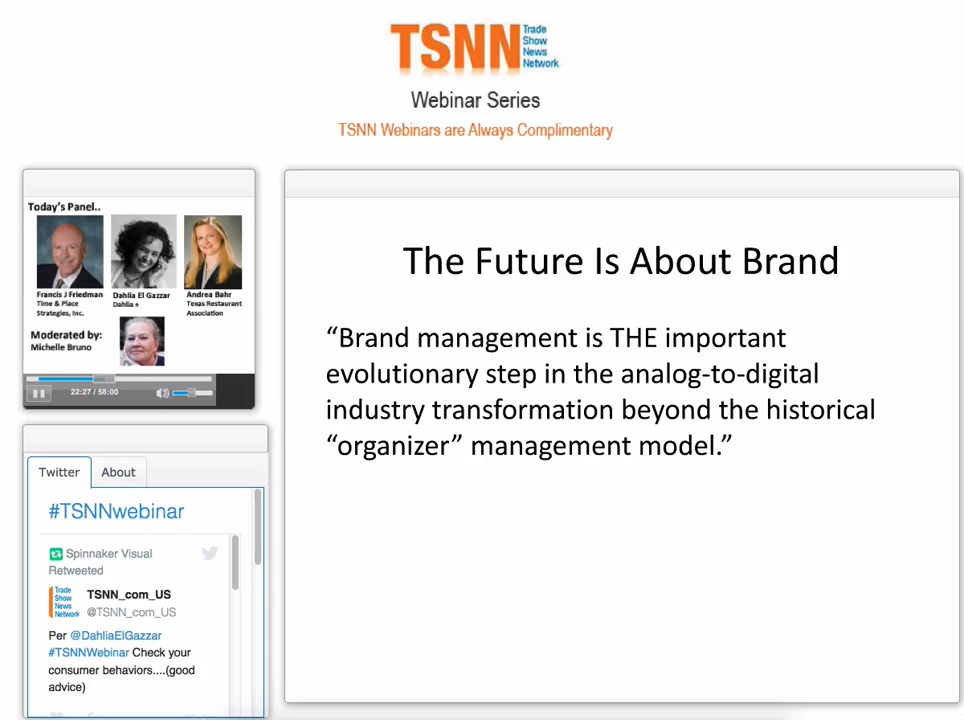 TSNN
Trade
Show
News
Network
Webinar Series
TSNN Webinars are Always Complimentary
Today's Panel..
Francis J Friedman
Time & Place
Strategies, Inc.
Dahlia El Gazzar
Dahlia +
Andrea Bahr
Texas Restaurant
Association
Moderated by:
Michelle Bruno
22:27 / 58:00
The Future Is About Brand
“Brand management is THE important
evolutionary step in the analog-to-digital
industry transformation beyond the historical
“organizer” management model.”
Twitter
About
#TSNNwebinar
Spinnaker Visual
Retweeted
Trade
Show
News
Network
TSNN_com_US
@TSNN_com_US
Per @DahliaElGazzar
#TSNNWebinar Check your
consumer behaviors....(good
advice)